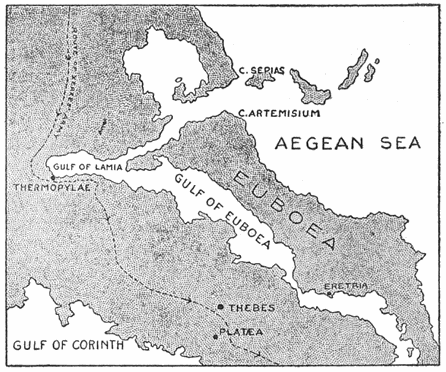 ROUTE OF XERXES' ARMY
C. SEPIAS
C. ARTEMISIUM
AEGEAN SEA
GULF OF LAMIA
THERMOPYLAE
EUBOEA
GULF OF EUBOEA
ERETRIA
THEBES
PLATÆA
GULF OF CORINTH